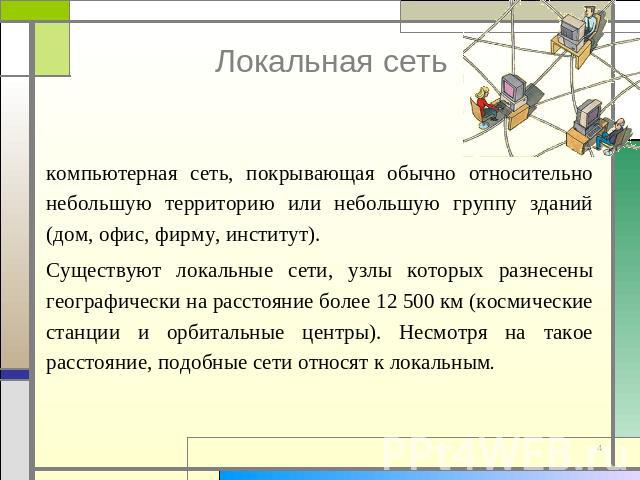 Локальная сеть
компьютерная сеть, покрывающая обычно относительно
небольшую территорию или небольшую группу зданий
(дом, офис, фирму, институт).
Существуют локальные сети, узлы которых разнесены
географически на расстояние более 12 500 км (космические
станции и орбитальные центры). Несмотря на такое
расстояние, подобные сети относят к локальным.
4
PPt4WEB.ru